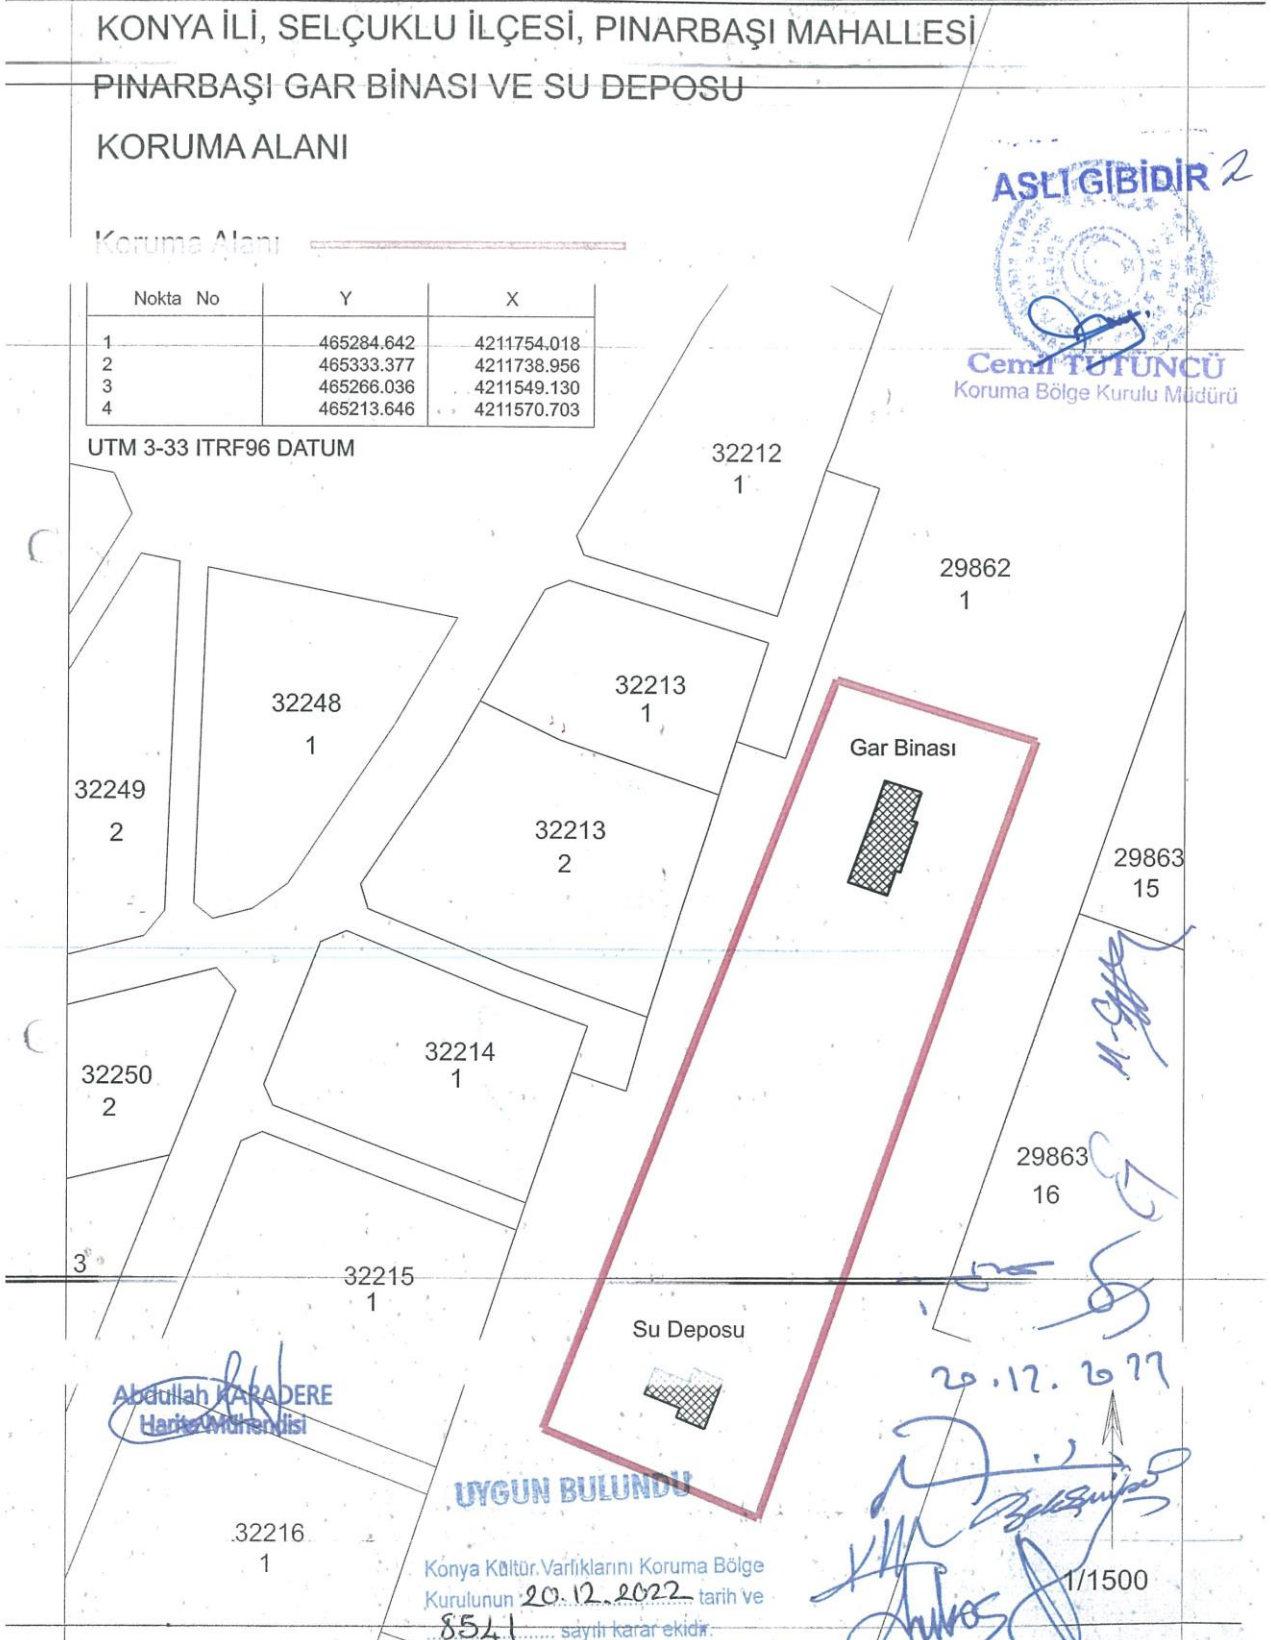 KONYA İLİ, SELÇUKLU İLÇESİ, PINARBAŞI MAHALLESİ
PINARBAŞI GAR BİNASI VE SU DEPOSU
KORUMA ALANI
ASLI GİBİDİR 2
Koruma Alanı
Nokta No Y X
1 465284.642 4211754.018
2 465333.377 4211738.956
3 465266.036 4211549.130
4 465213.646 4211570.703
UTM 3-33 ITRF96 DATUM
Cemil TÜTÜNCÜ
Koruma Bölge Kurulu Müdürü
32212
1
29862
1
32213
1
32248
1
Gar Binası
32249
2
32213
2
29863
15
32214
1
32250
2
29863
16
3
32215
1
Su Deposu
20.12.2022
Abdullah KARADERE
Harita Mühendisi
UYGUN BULUNDU
32216
1
Konya Kültür Varlıklarını Koruma Bölge
Kurulunun 20.12.2022 tarih ve
8541 sayılı karar ekidir.
1/1500